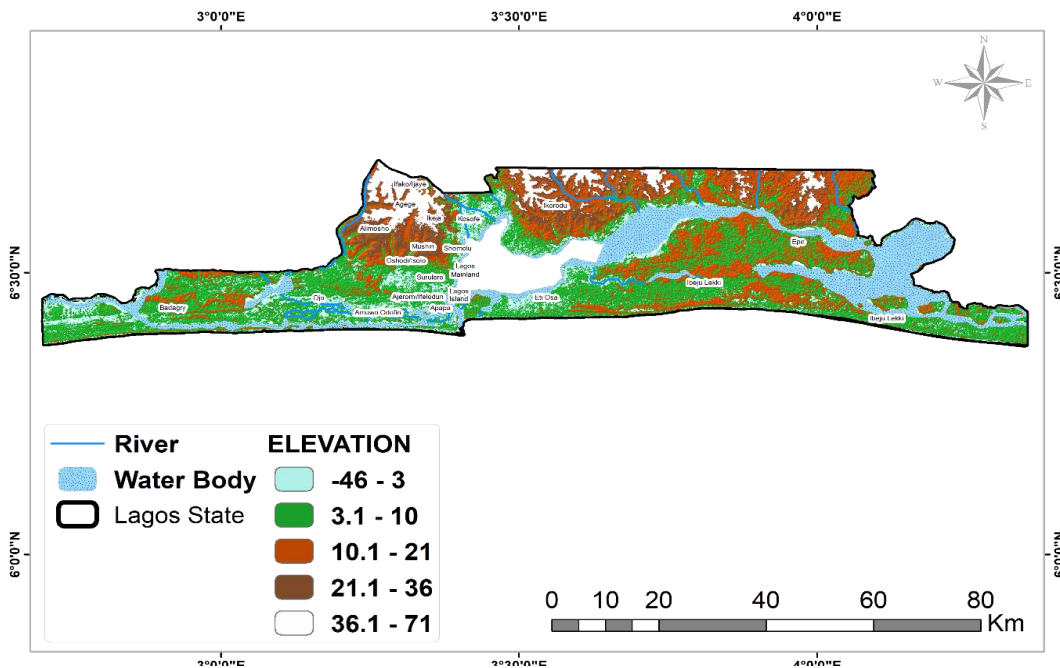 3°0'0"E 3°30'0"E 4°0'0"E
N
W E
S
Ifako/Ijaye
Agege
Ikeja
Kosofe
Ikorodu
Alimosho
Mushin
Shomolu
Epe
Oshodi/Isolo
Lagos
Mainland
Surulere
Ibeju Lekki
6°30'0"N 6°30'0"N
Ojo
Ajeromi/Ifelodun
Lagos
Island
Eti Osa
Badagry
Apapa
Amuwo Odofin
Ibeju Lekki
River
Water Body
Lagos State
ELEVATION
-46 - 3
3.1 - 10
10.1 - 21
21.1 - 36
36.1 - 71
6°0'0"N 6°0'0"N
0 10 20 40 60 80
Km
3°0'0"E 3°30'0"E 4°0'0"E